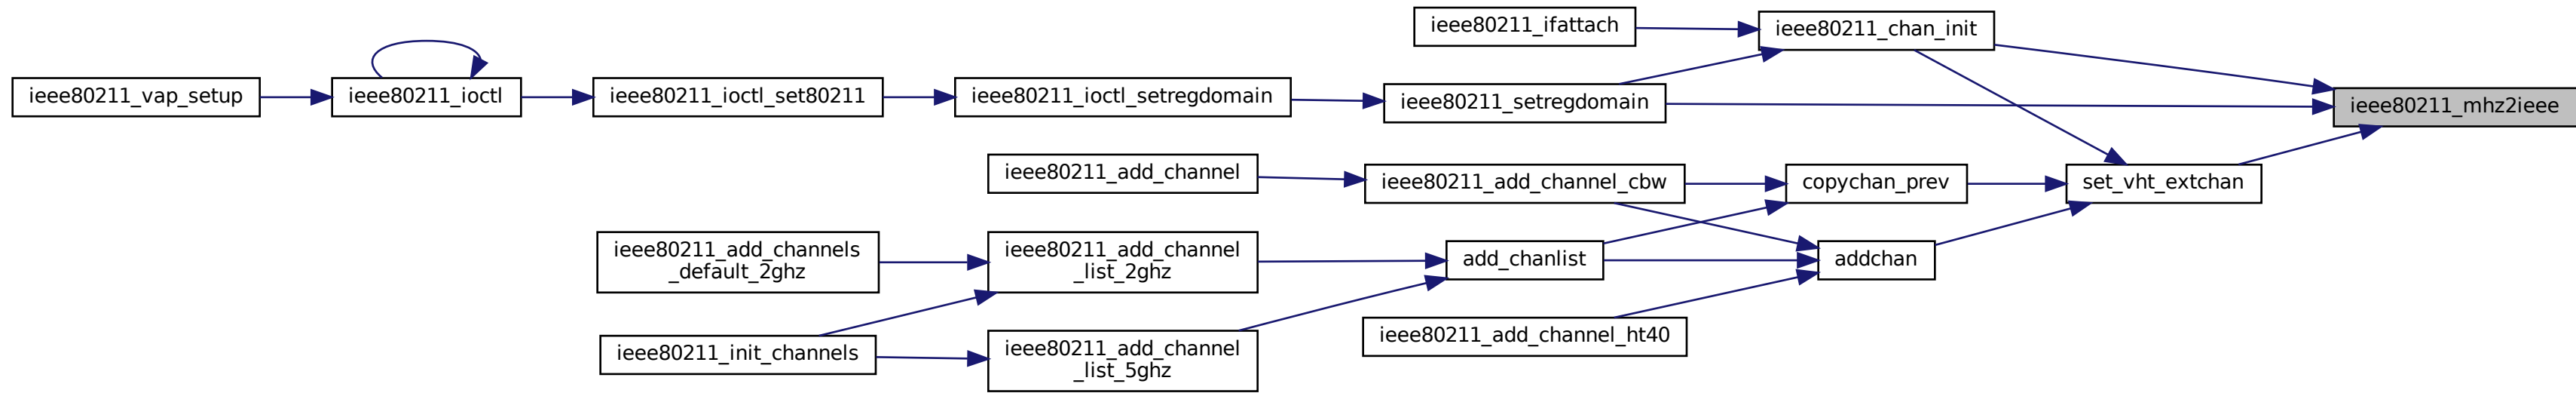 ieee80211_ifattach
ieee80211_chan_init
ieee80211_vap_setup
ieee80211_ioctl
ieee80211_ioctl_set80211
ieee80211_ioctl_setregdomain
ieee80211_setregdomain
ieee80211_mhz2ieee
ieee80211_add_channel
ieee80211_add_channel_cbw
copychan_prev
set_vht_extchan
ieee80211_add_channels
_default_2ghz
ieee80211_add_channel
_list_2ghz
add_chanlist
addchan
ieee80211_init_channels
ieee80211_add_channel
_list_5ghz
ieee80211_add_channel_ht40